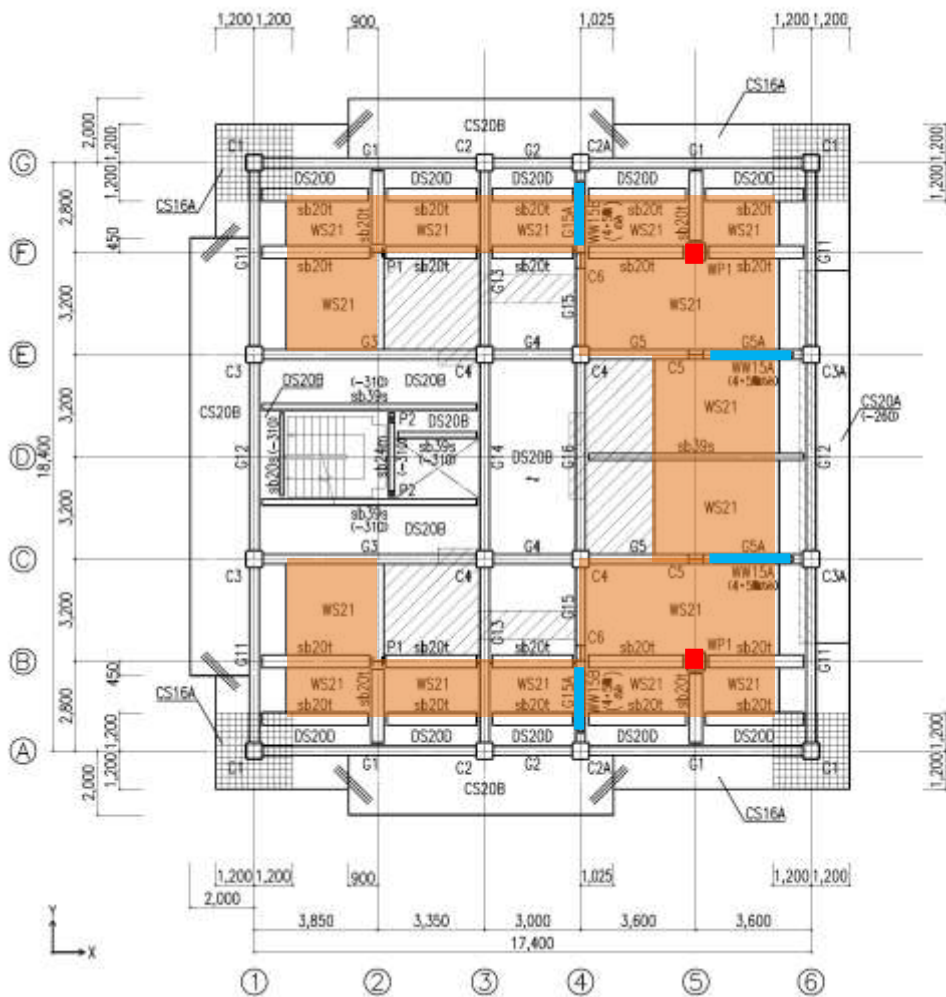 1,200 1,200
900
1,025
1,200 1,200
CS16A
2,000
1,200 1,200
CS20B
1,200 1,200
C1
G1
C2
G2
C2A
G1
C1
G
DS20D
DS20D
DS20D
DS20D
DS20D
CS16A
sb20t
sb20t
sb20t
sb20t
sb20t
2,800
WS21
sb20t
WS21
WS21
G15A
WW15B
WS21
sb20t
WS21
450
F
G11
sb20t
P1
sb20t
sb20t
C6
sb20t
WP1
sb20t
G11
3,200
WS21
G13
G15
WS21
E
G3
G4
G5
G5A
C3
C4
C4
C5
WW15A
C3A
DS20B
(-310)
DS20B
sb39s
CS20B
CS20A
(-260)
3,200
P2
DS20B
WS21
D
18,400
G12
sb20s(-310)
sb24m
(-310)
sb39s
(-310)
G14
DS20B
G16
sb39s
G12
P2
3,200
sb39s
(-310)
DS20B
WS21
C
G3
G4
G5
G5A
C3
C4
C4
C5
WW15A
C3A
3,200
WS21
G13
G15
WS21
B
G11
sb20t
P1
sb20t
sb20t
C6
sb20t
WP1
sb20t
G11
450
CS16A
2,800
WS21
sb20t
WS21
WS21
G15A
WW15B
WS21
sb20t
WS21
sb20t
sb20t
sb20t
sb20t
sb20t
1,200 1,200
DS20D
DS20D
DS20D
DS20D
DS20D
1,200 1,200
A
C1
G1
C2
G2
C2A
G1
C1
2,000
CS20B
CS16A
1,200 1,200
900
1,025
1,200 1,200
2,000
3,850
3,350
3,000
3,600
3,600
Y
X
17,400
1
2
3
4
5
6